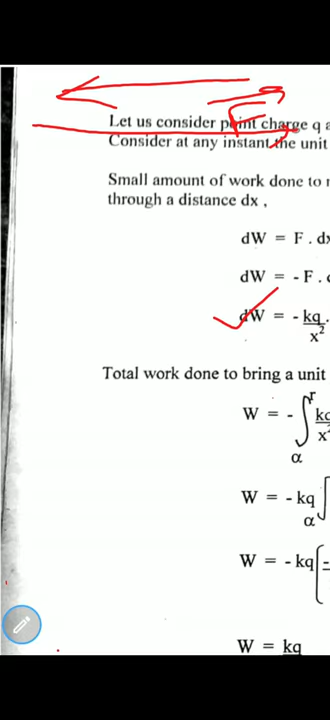 F
Let us consider point charge q a
Consider at any instant the unit
Small amount of work done to
through a distance dx ,
dW = F . dx
dW = - F .
dW = - kq/x²
Total work done to bring a unit
W = - ∫ α r kq/x²
W = - kq ∫ α
W = - kq [ -
W = kq